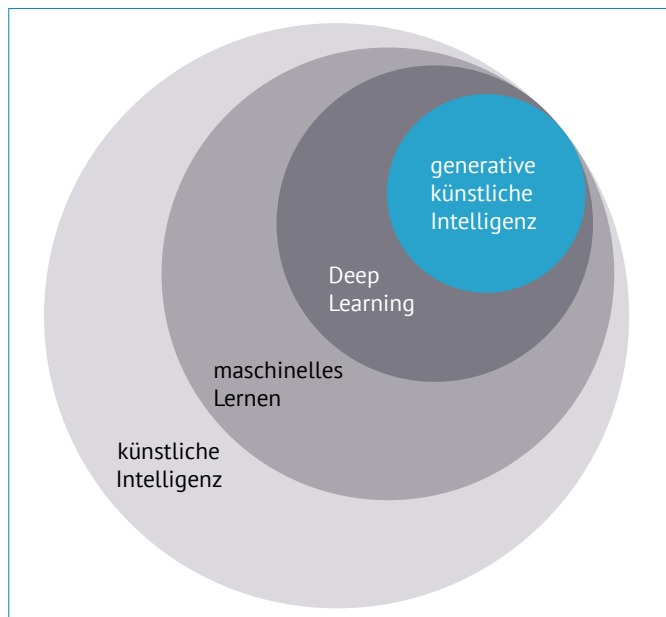 generative
künstliche
Intelligenz
Deep
Learning
maschinelles
Lernen
künstliche
Intelligenz